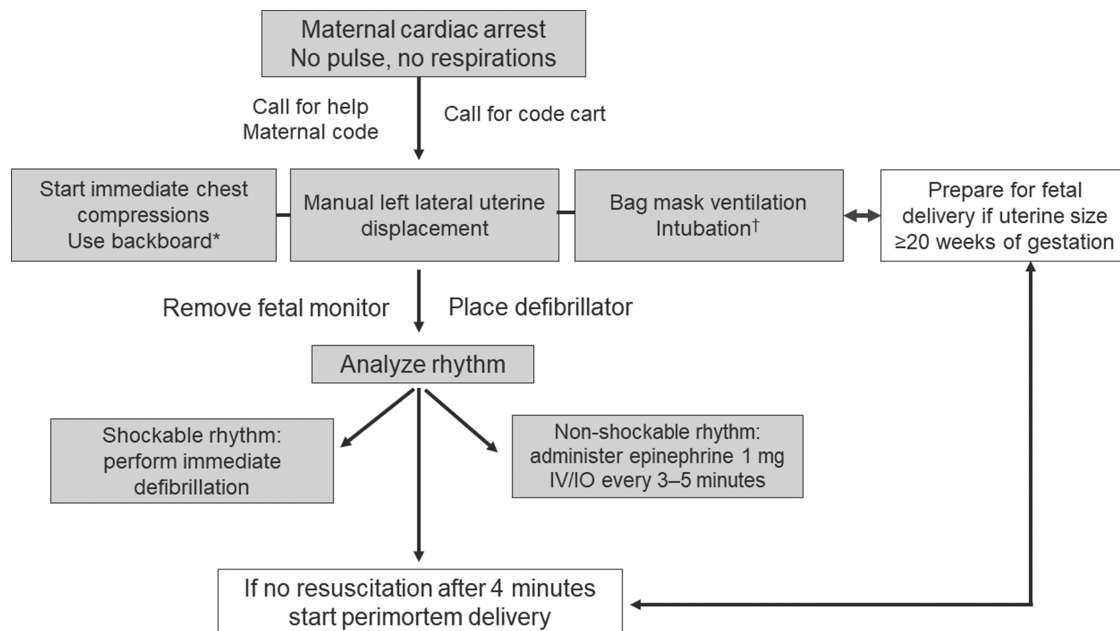 Maternal cardiac arrest
No pulse, no respirations
Call for help
Maternal code
Call for code cart
Start immediate chest
compressions
Use backboard*
Manual left lateral uterine
displacement
Bag mask ventilation
Intubation†
Prepare for fetal
delivery if uterine size
≥20 weeks of gestation
Remove fetal monitor
Place defibrillator
Analyze rhythm
Shockable rhythm:
perform immediate
defibrillation
Non-shockable rhythm:
administer epinephrine 1 mg
IV/IO every 3–5 minutes
If no resuscitation after 4 minutes
start perimortem delivery